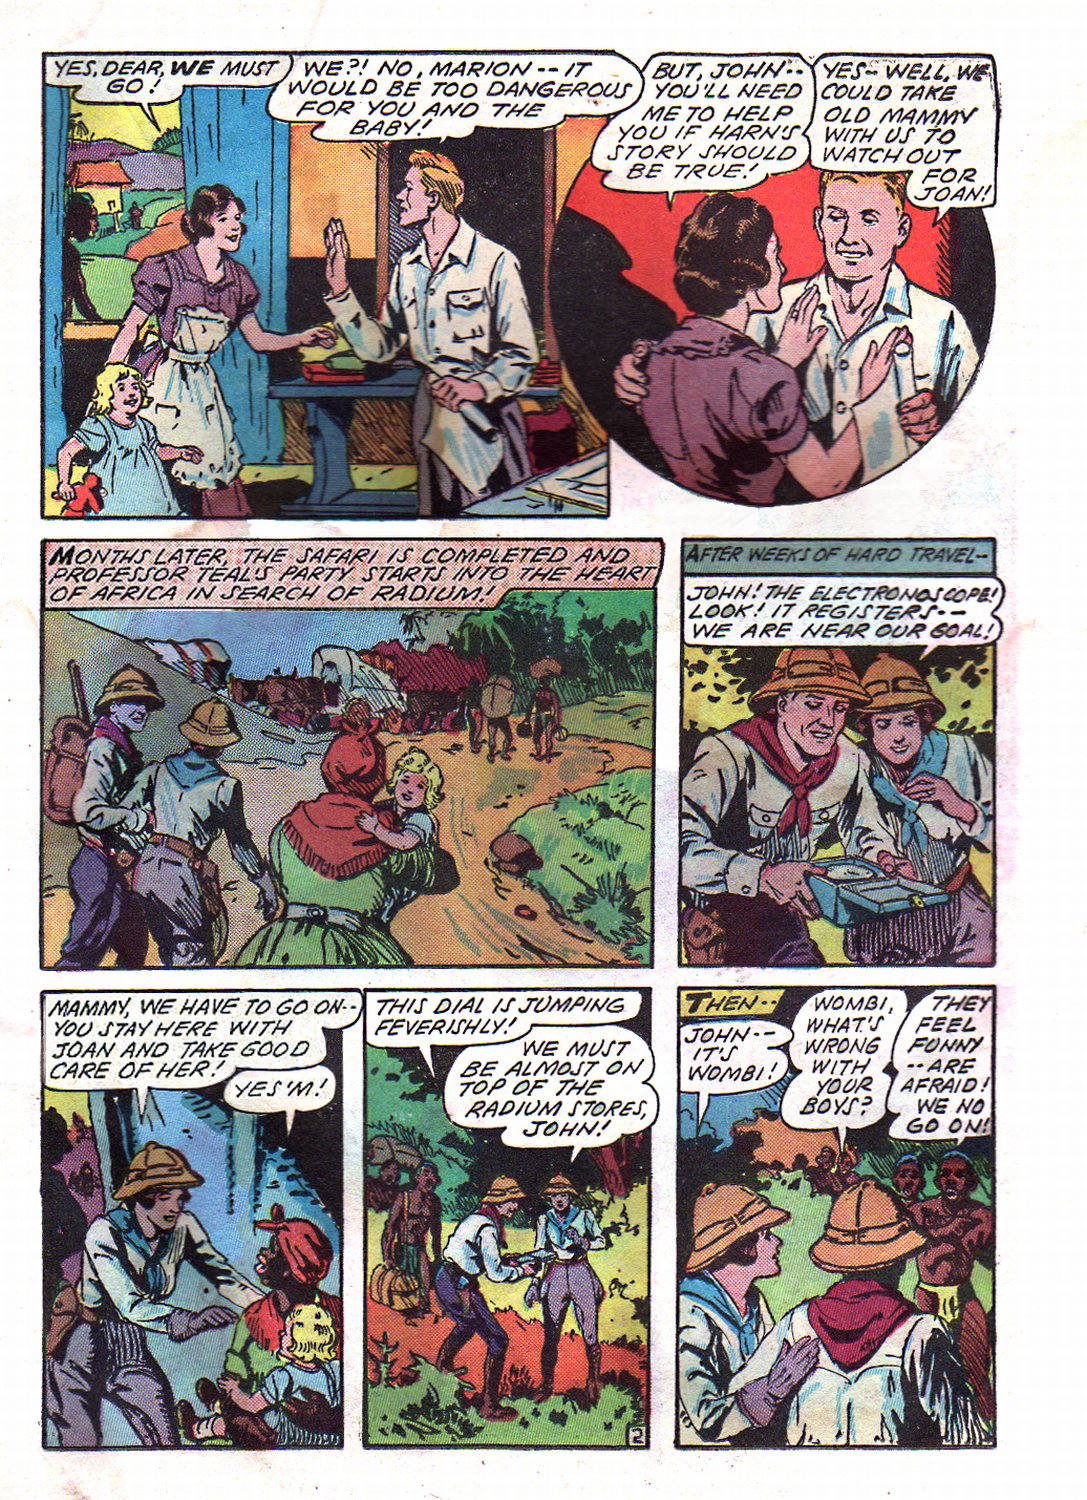 YES, DEAR, WE MUST
GO!
WE?! NO, MARION -- IT
WOULD BE TOO DANGEROUS
FOR YOU AND THE
BABY!
BUT, JOHN--
YOU'LL NEED
ME TO HELP
YOU IF HARN'S
STORY SHOULD
BE TRUE!
YES-- WELL, WE
COULD TAKE
OLD MAMMY
WITH US TO
WATCH OUT
FOR
JOAN!
MONTHS LATER, THE SAFARI IS COMPLETED AND
PROFESSOR TEAL'S PARTY STARTS INTO THE HEART
OF AFRICA IN SEARCH OF RADIUM!
AFTER WEEKS OF HARD TRAVEL--
JOHN! THE ELECTRONOSCOPE!
LOOK! IT REGISTERS--
WE ARE NEAR OUR GOAL!
MAMMY, WE HAVE TO GO ON--
YOU STAY HERE WITH
JOAN AND TAKE GOOD
CARE OF HER!
YES'M!
THIS DIAL IS JUMPING
FEVERISHLY!
WE MUST
BE ALMOST ON
TOP OF THE
RADIUM STORES,
JOHN!
2
THEN--
JOHN--
IT'S
WOMBI!
WOMBI,
WHAT'S
WRONG
WITH
YOUR
BOYS?
THEY
FEEL
FUNNY
--ARE
AFRAID!
WE NO
GO ON!